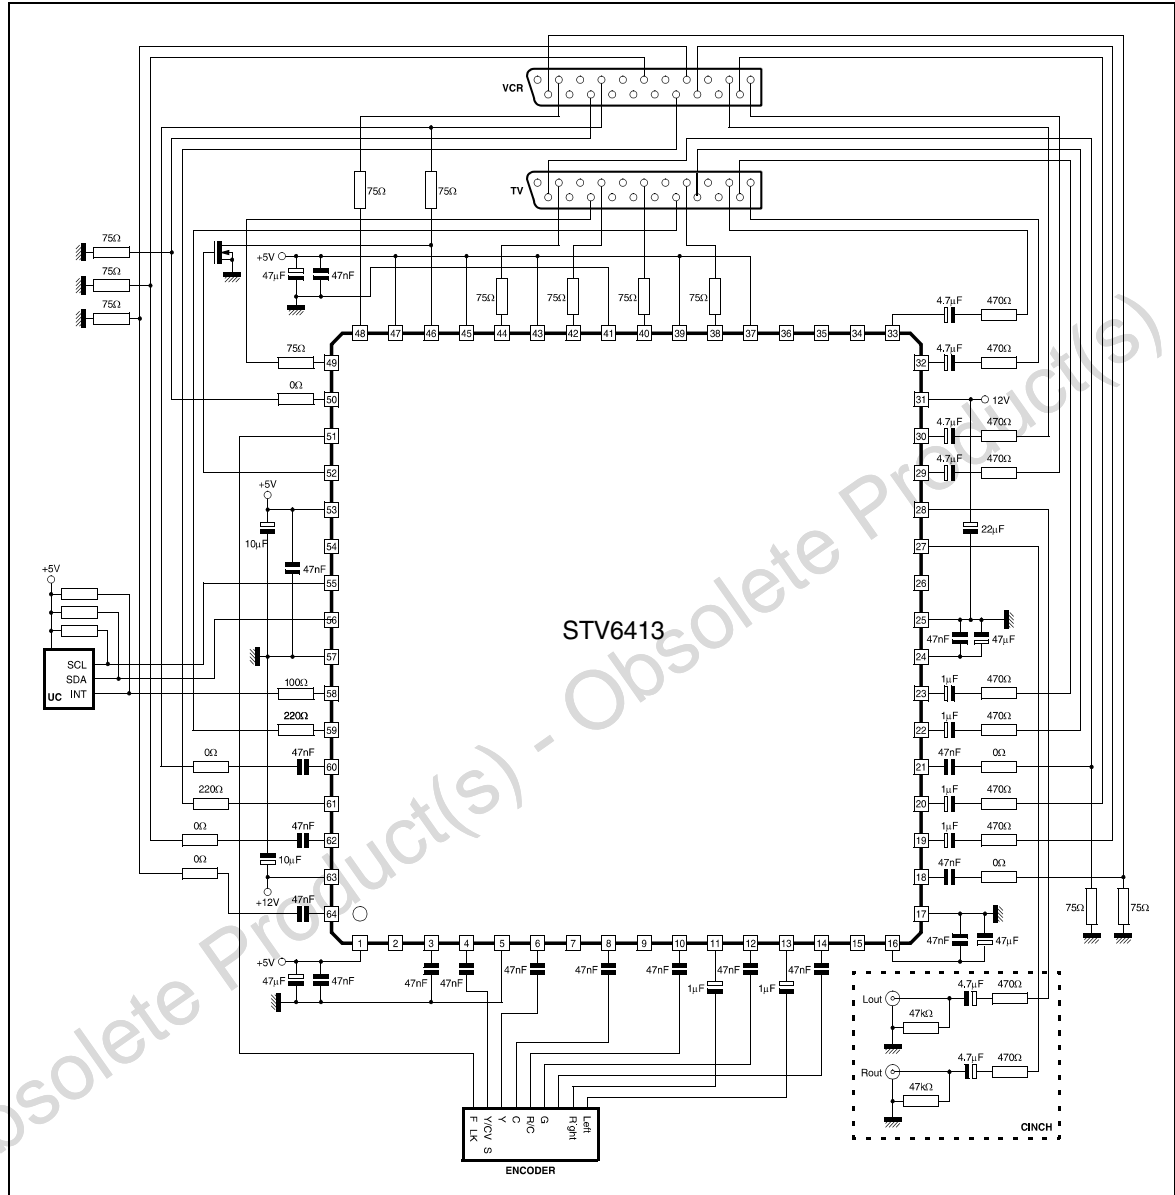 VCR
TV
75Ω 75Ω
75Ω
75Ω
75Ω
+5V
47µF 47nF
75Ω 75Ω 75Ω 75Ω
4.7µF 470Ω
48 47 46 45 44 43 42 41 40 39 38 37 36 35 34 33
75Ω 49
4.7µF 470Ω
32
0Ω 50
31 12V
51
4.7µF 470Ω
30
52
4.7µF 470Ω
29
+5V
53
10µF
28
22µF
54
27
47nF
+5V
55
26
56
25
STV6413
47nF 47µF
57
24
SCL
SDA
INT
UC
100Ω 58
1µF 470Ω
23
220Ω 59
1µF 470Ω
22
0Ω 47nF 60
47nF 0Ω
21
220Ω 61
1µF 470Ω
20
0Ω 47nF 62
1µF 470Ω
19
0Ω 10µF 63
47nF 0Ω
18
+12V
47nF 64
17
75Ω 75Ω
47nF 47µF
1 2 3 4 5 6 7 8 9 10 11 12 13 14 15 16
+5V
47µF 47nF
47nF 47nF 47nF 47nF 47nF 1µF 47nF 1µF 47nF
Lout 4.7µF 470Ω
47kΩ
Rout 4.7µF 470Ω
47kΩ
CINCH
F LK
Y/CV S
Y
C
R/C
G
Right
Left
ENCODER
Obsolete Product(s) - Obsolete Product(s)